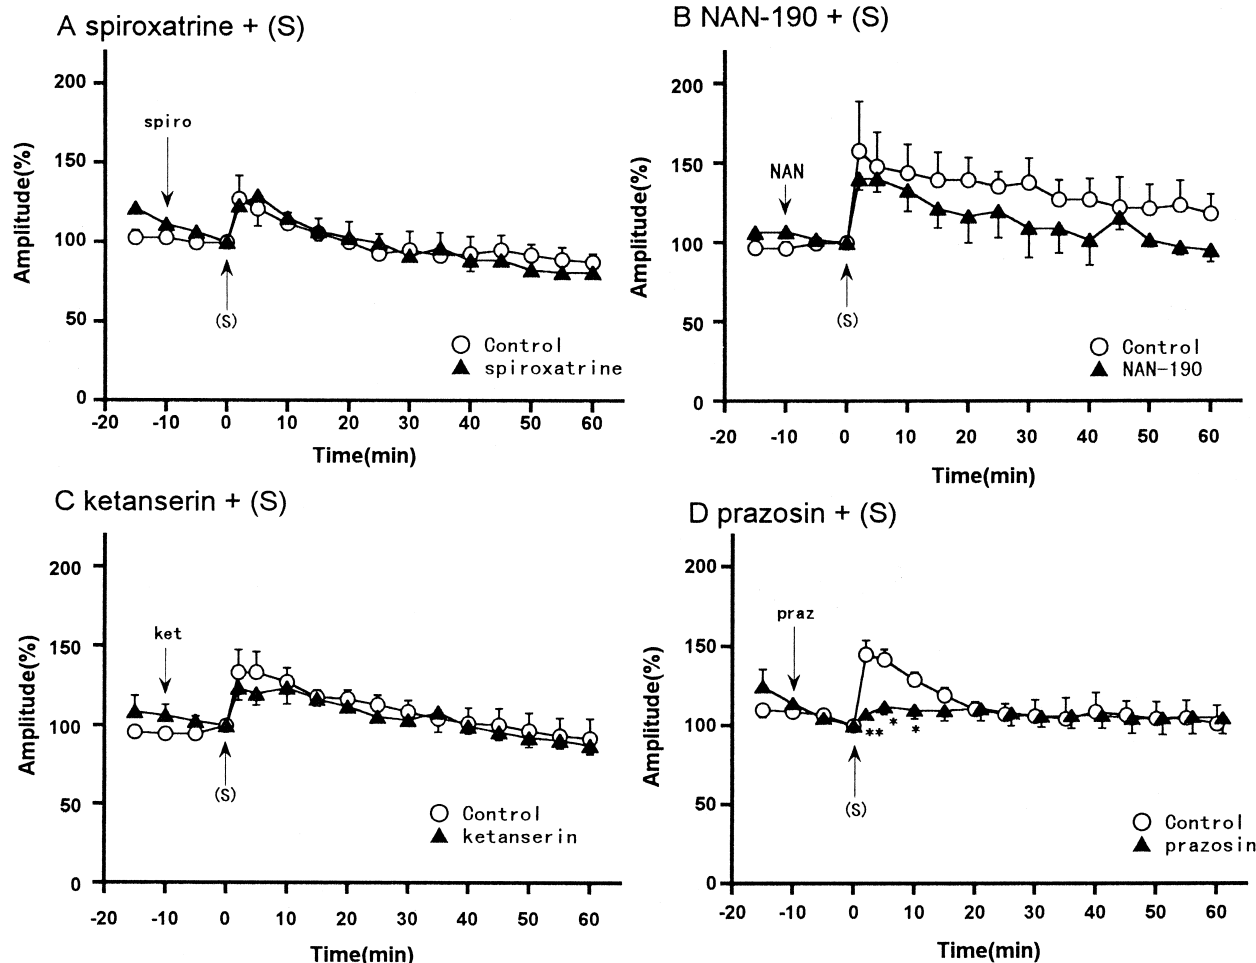 A spiroxatrine + (S)
200
150
100
50
0
Amplitude(%)
spiro
(S)
Control
spiroxatrine
-20 -10 0 10 20 30 40 50 60
Time(min)
B NAN-190 + (S)
200
150
100
50
0
Amplitude(%)
NAN
(S)
Control
NAN-190
-20 -10 0 10 20 30 40 50 60
Time(min)
C ketanserin + (S)
200
150
100
50
0
Amplitude(%)
ket
(S)
Control
ketanserin
-20 -10 0 10 20 30 40 50 60
Time(min)
D prazosin + (S)
200
150
100
50
0
Amplitude(%)
praz
**
*
*
(S)
Control
prazosin
-20 -10 0 10 20 30 40 50 60
Time(min)